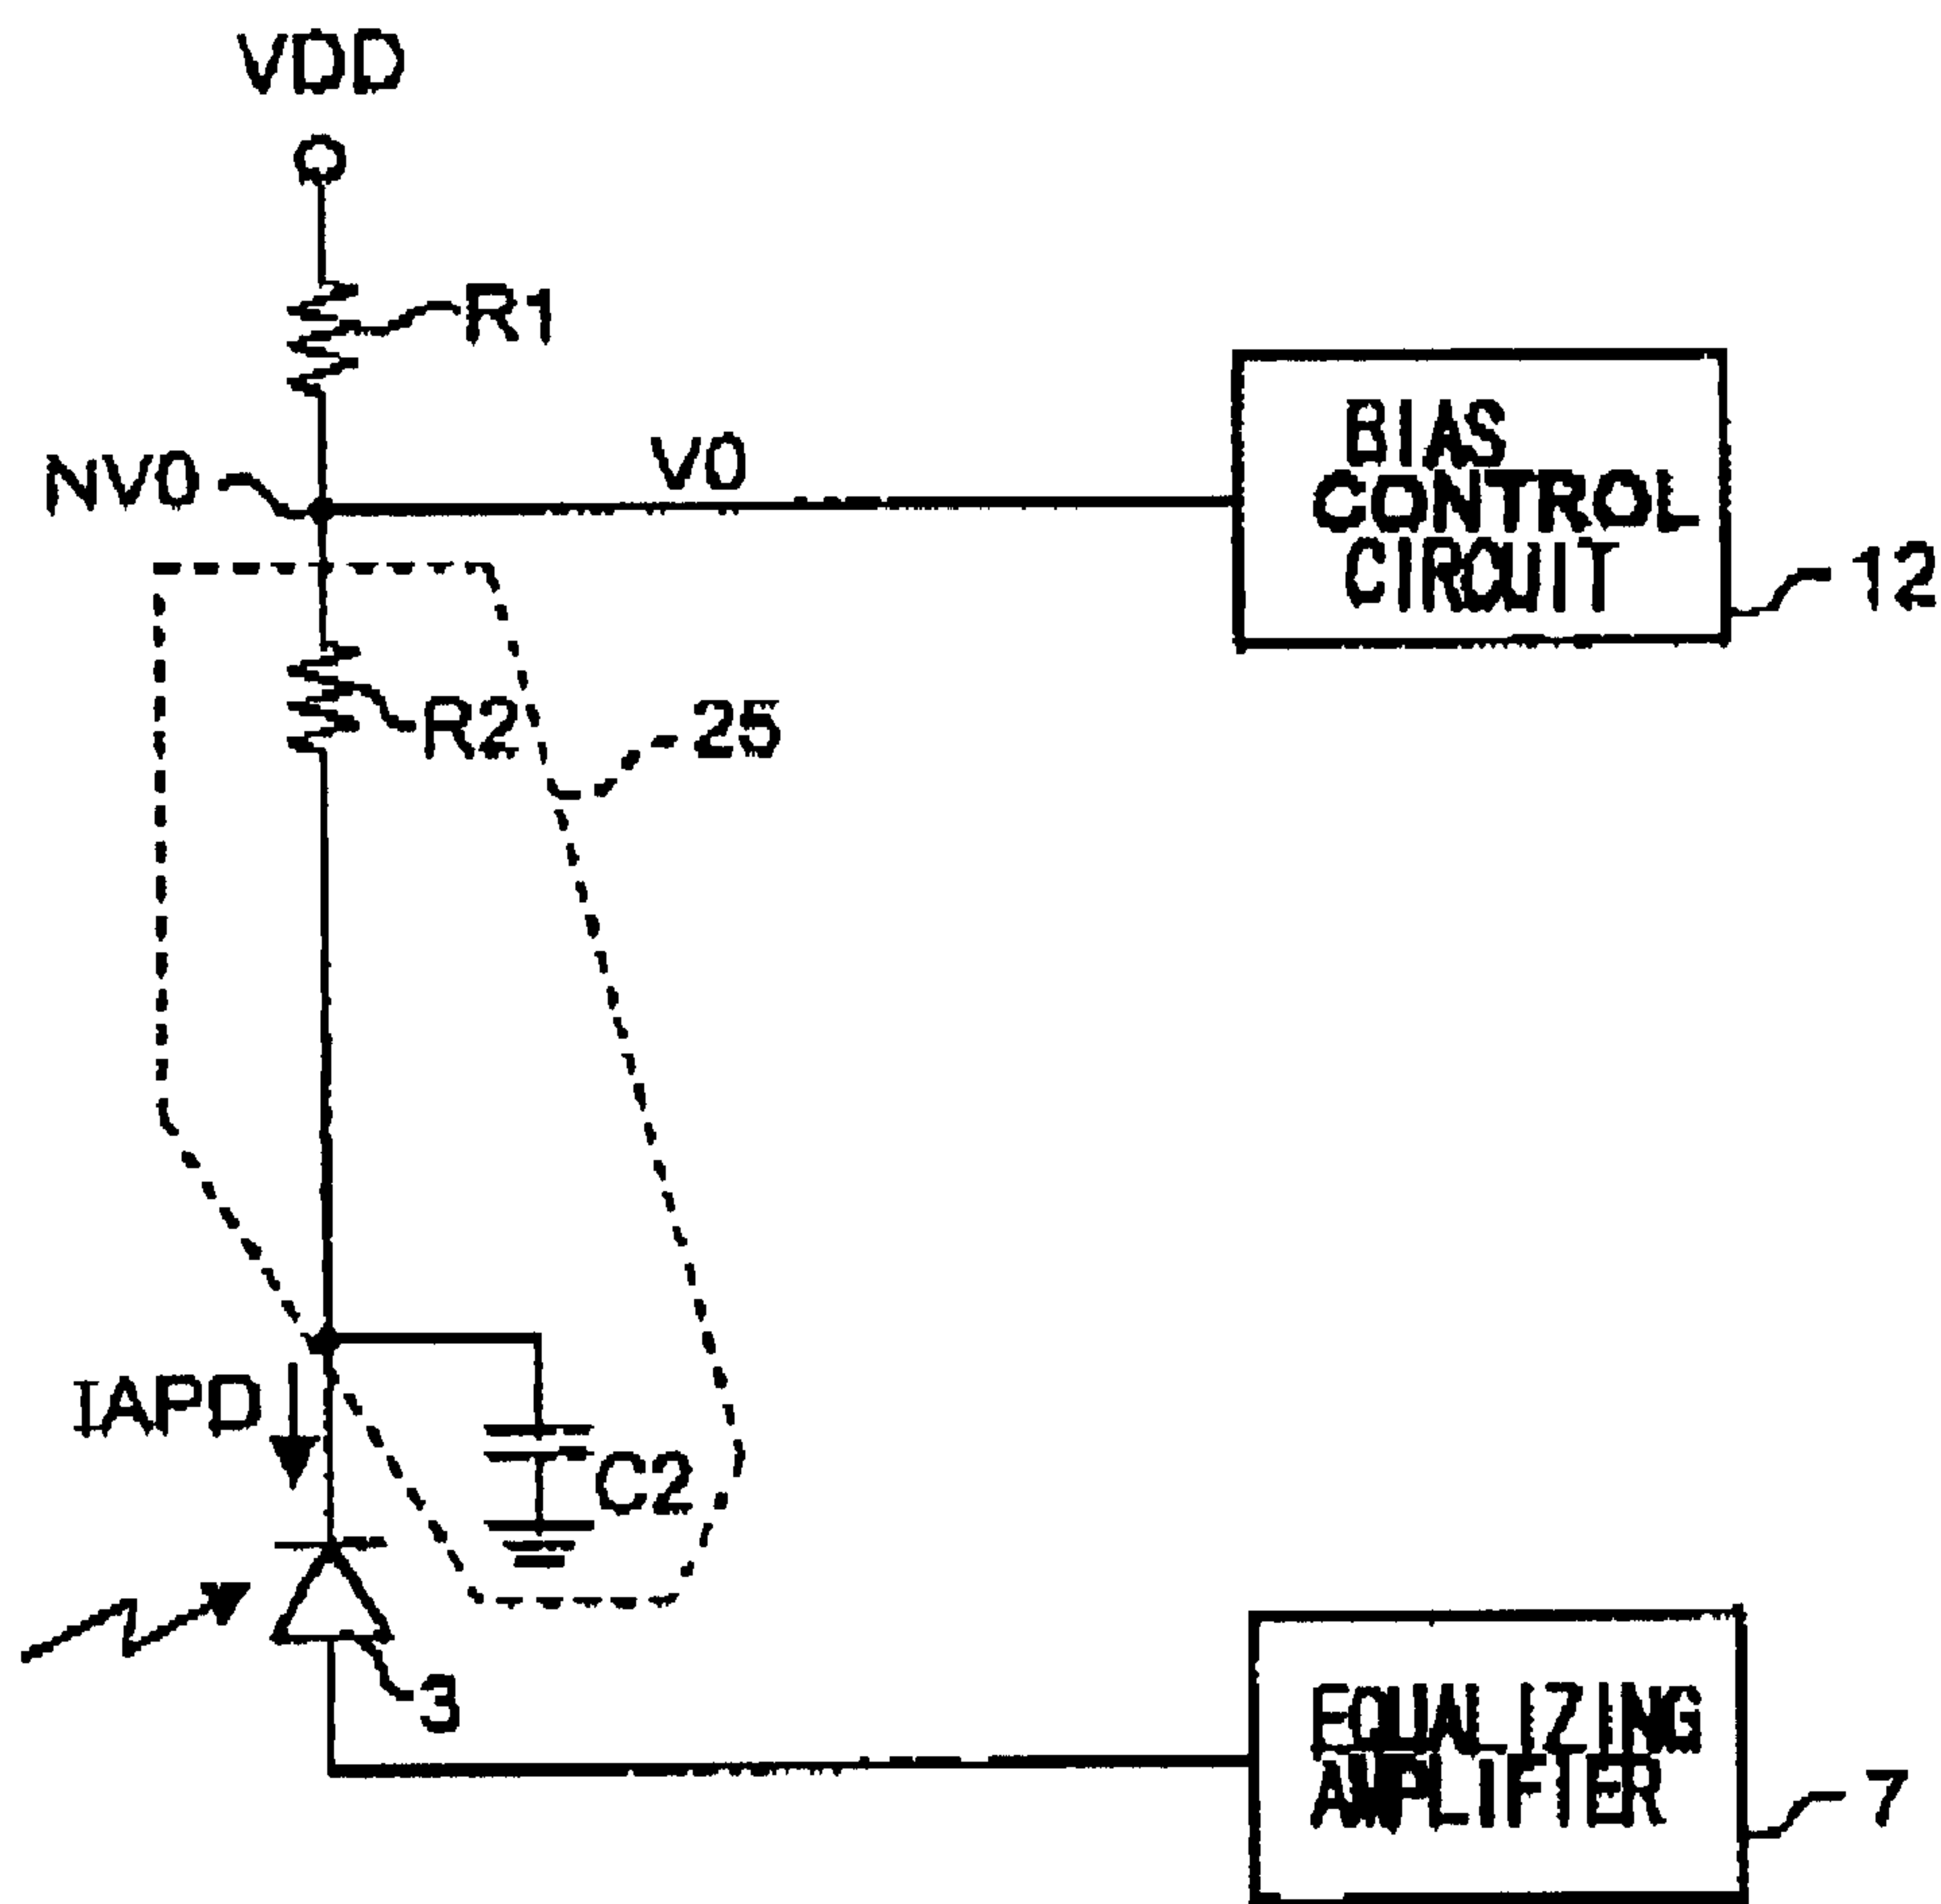 VDD
R1
NV0
V0
BIAS
CONTROL
CIRCUIT
12
R2
25
IAPD
C2
3
EQUALIZING
AMPLIFIER
7